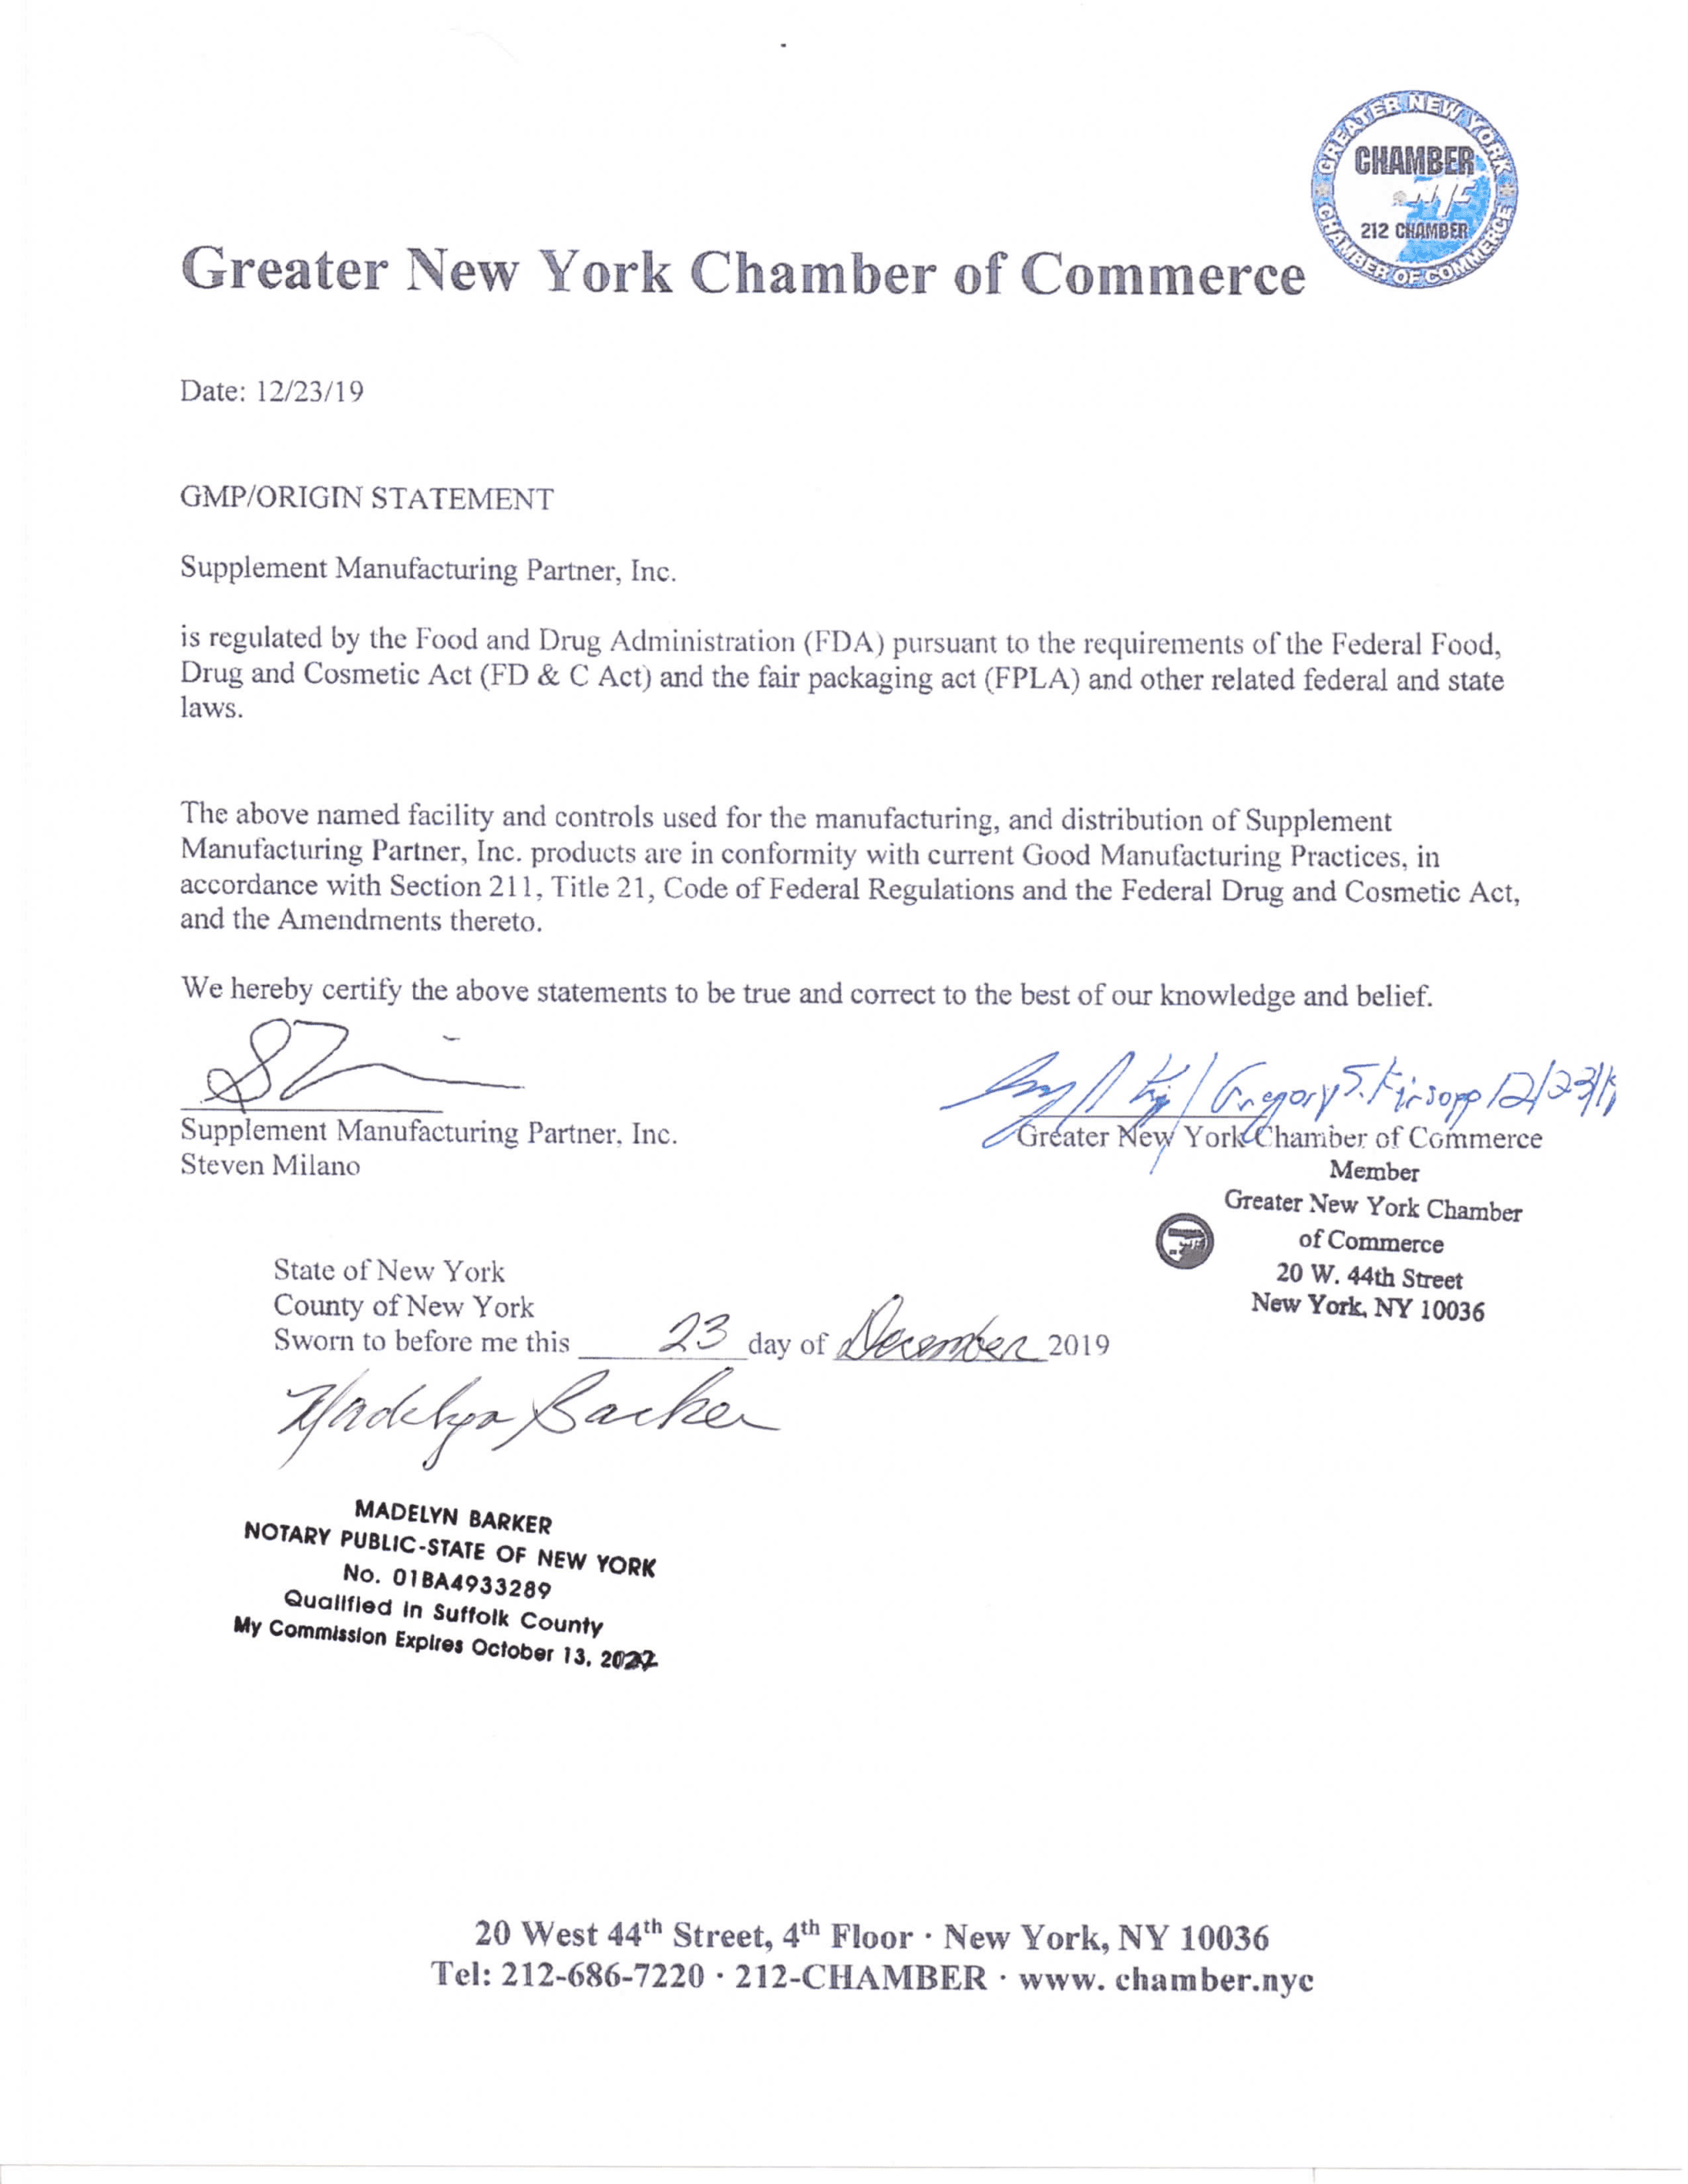 GREATER NEW YORK
CHAMBER
NYC
212 CHAMBER
CHAMBER OF COMMERCE
Greater New York Chamber of Commerce
Date: 12/23/19
GMP/ORIGIN STATEMENT
Supplement Manufacturing Partner, Inc.
is regulated by the Food and Drug Administration (FDA) pursuant to the requirements of the Federal Food,
Drug and Cosmetic Act (FD & C Act) and the fair packaging act (FPLA) and other related federal and state
laws.
The above named facility and controls used for the manufacturing, and distribution of Supplement
Manufacturing Partner, Inc. products are in conformity with current Good Manufacturing Practices, in
accordance with Section 211, Title 21, Code of Federal Regulations and the Federal Drug and Cosmetic Act,
and the Amendments thereto.
We hereby certify the above statements to be true and correct to the best of our knowledge and belief.
Gregory S. Kirsopp 12/23/19
Supplement Manufacturing Partner, Inc.
Steven Milano
Greater New York Chamber of Commerce
Member
Greater New York Chamber
of Commerce
20 W. 44th Street
New York, NY 10036
State of New York
County of New York
Sworn to before me this 23 day of December 2019
Madelyn Barker
MADELYN BARKER
NOTARY PUBLIC-STATE OF NEW YORK
No. 01BA4933289
Qualified in Suffolk County
My Commission Expires October 13, 2022
20 West 44th Street, 4th Floor · New York, NY 10036
Tel: 212-686-7220 · 212-CHAMBER · www. chamber.nyc